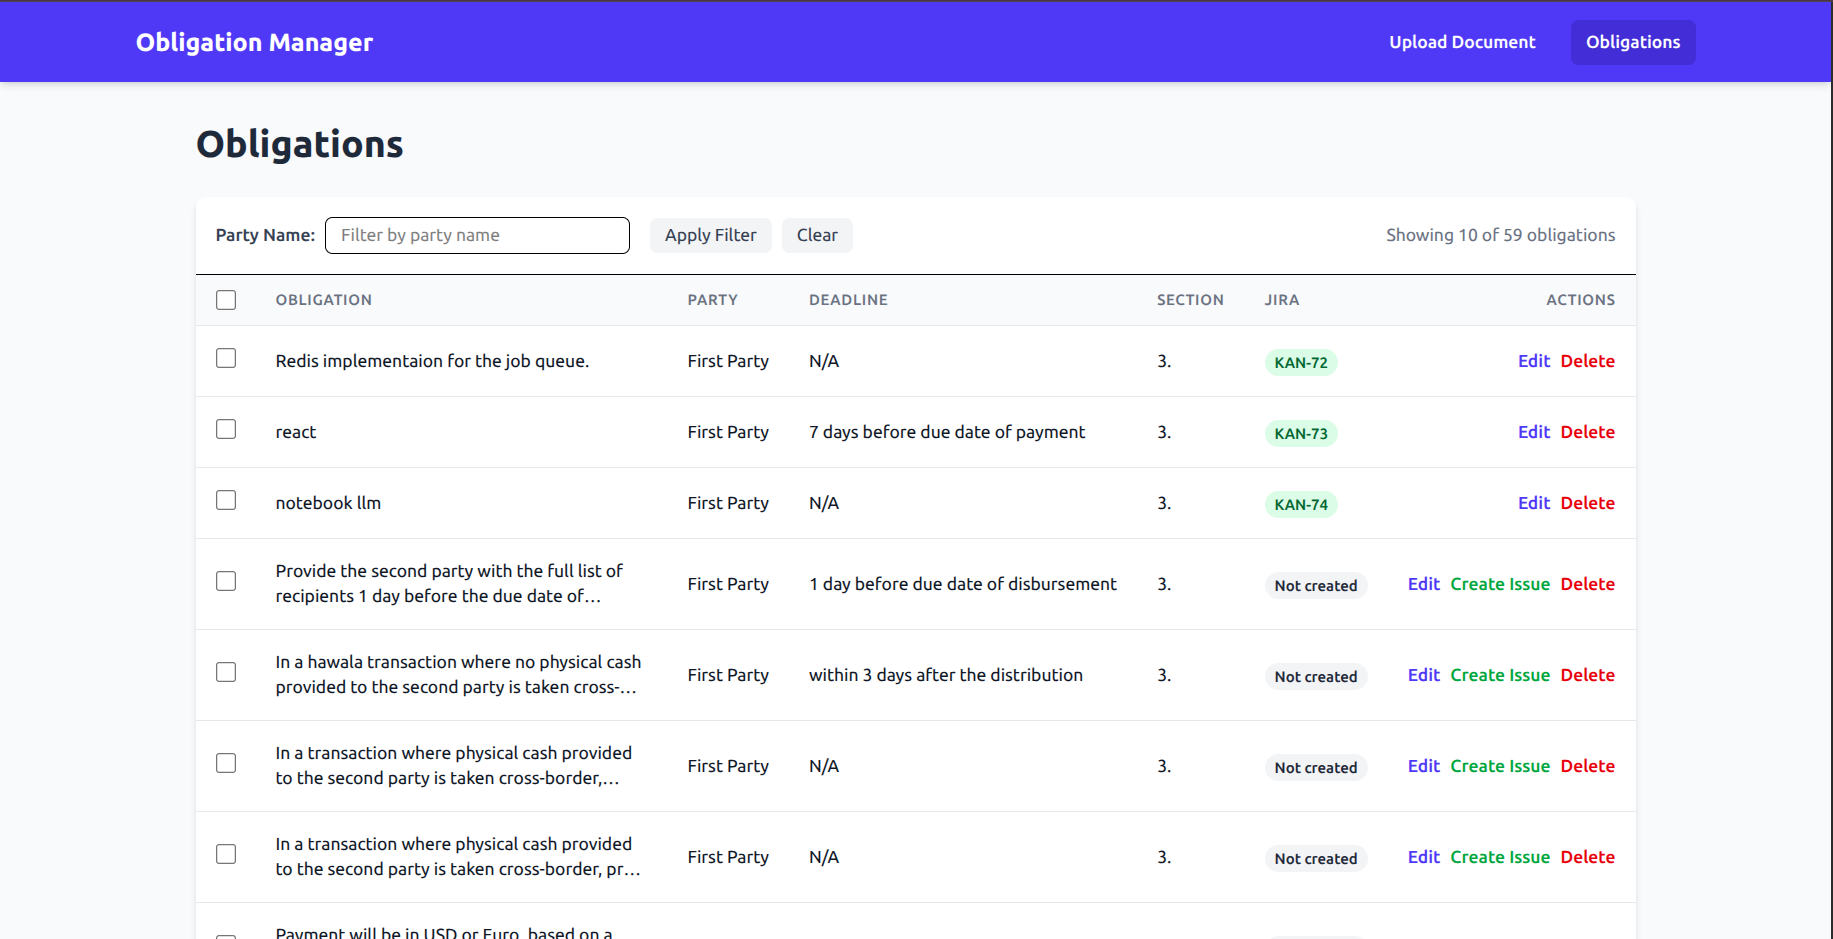 Obligation Manager
Upload Document
Obligations
Obligations
Party Name:
Filter by party name
Apply Filter
Clear
Showing 10 of 59 obligations
OBLIGATION PARTY DEADLINE SECTION JIRA ACTIONS
Redis implementaion for the job queue. First Party N/A 3. KAN-72 Edit Delete
react First Party 7 days before due date of payment 3. KAN-73 Edit Delete
notebook llm First Party N/A 3. KAN-74 Edit Delete
Provide the second party with the full list of
recipients 1 day before the due date of…
First Party 1 day before due date of disbursement 3. Not created Edit Create Issue Delete
In a hawala transaction where no physical cash
provided to the second party is taken cross-…
First Party within 3 days after the distribution 3. Not created Edit Create Issue Delete
In a transaction where physical cash provided
to the second party is taken cross-border,…
First Party N/A 3. Not created Edit Create Issue Delete
In a transaction where physical cash provided
to the second party is taken cross-border, pr…
First Party N/A 3. Not created Edit Create Issue Delete
Payment will be in USD or Euro, based on a